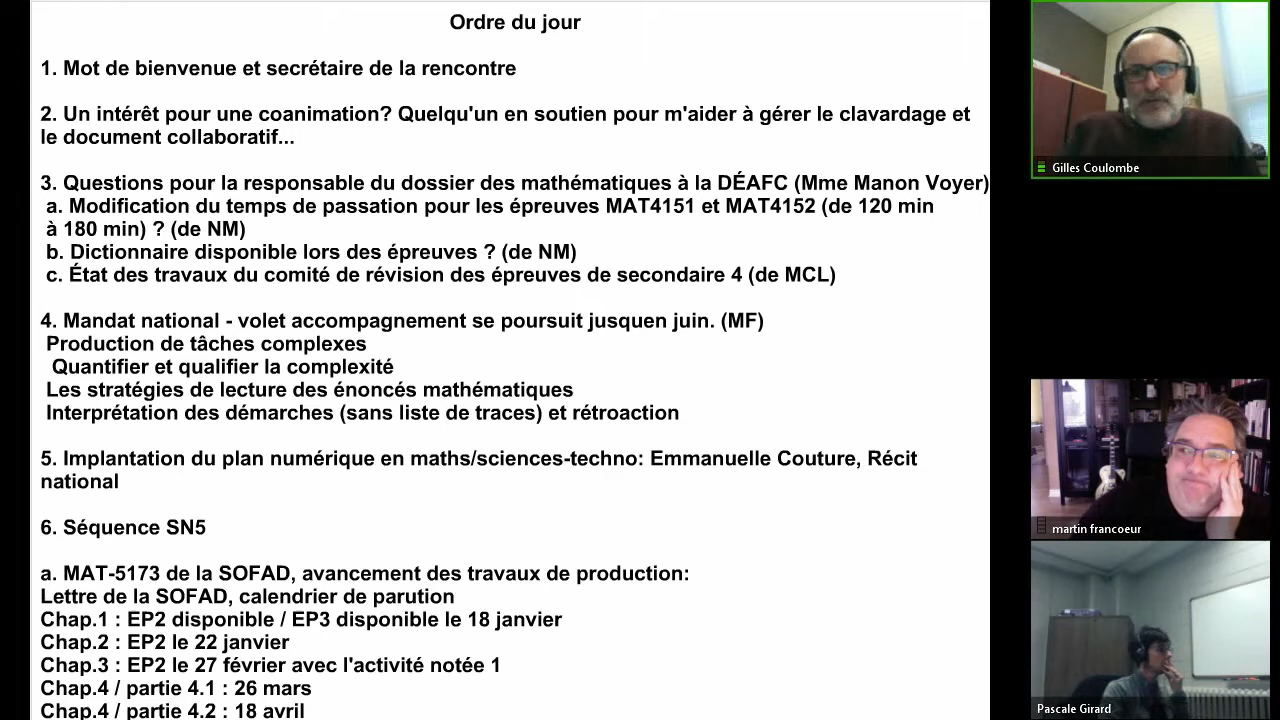 Ordre du jour
1. Mot de bienvenue et secrétaire de la rencontre
2. Un intérêt pour une coanimation? Quelqu'un en soutien pour m'aider à gérer le clavardage et
le document collaboratif...
3. Questions pour la responsable du dossier des mathématiques à la DÉAFC (Mme Manon Voyer)
a. Modification du temps de passation pour les épreuves MAT4151 et MAT4152 (de 120 min
à 180 min) ? (de NM)
b. Dictionnaire disponible lors des épreuves ? (de NM)
c. État des travaux du comité de révision des épreuves de secondaire 4 (de MCL)
4. Mandat national - volet accompagnement se poursuit jusquen juin. (MF)
Production de tâches complexes
Quantifier et qualifier la complexité
Les stratégies de lecture des énoncés mathématiques
Interprétation des démarches (sans liste de traces) et rétroaction
5. Implantation du plan numérique en maths/sciences-techno: Emmanuelle Couture, Récit
national
6. Séquence SN5
a. MAT-5173 de la SOFAD, avancement des travaux de production:
Lettre de la SOFAD, calendrier de parution
Chap.1 : EP2 disponible / EP3 disponible le 18 janvier
Chap.2 : EP2 le 22 janvier
Chap.3 : EP2 le 27 février avec l'activité notée 1
Chap.4 / partie 4.1 : 26 mars
Chap.4 / partie 4.2 : 18 avril
Gilles Coulombe
martin francoeur
Pascale Girard